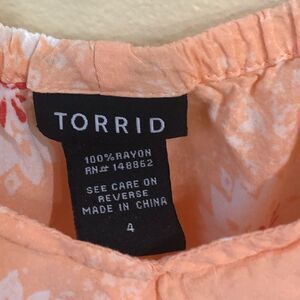 TORRID
100% RAYON
RN# 148862
SEE CARE ON
REVERSE
MADE IN CHINA
4